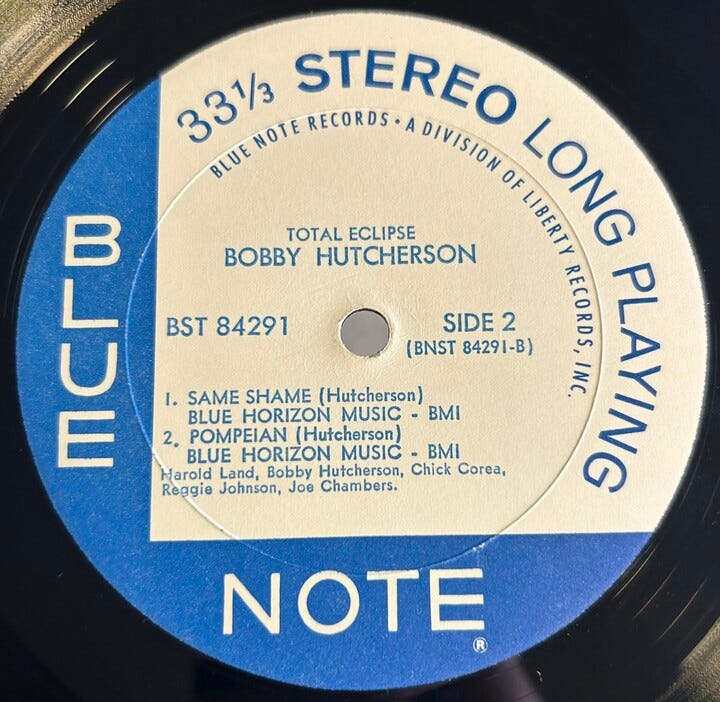 33⅓ STEREO LONG PLAYING
BLUE NOTE RECORDS • A DIVISION OF LIBERTY RECORDS, INC.
TOTAL ECLIPSE
BOBBY HUTCHERSON
BST 84291
SIDE 2
(BNST 84291-B)
1. SAME SHAME (Hutcherson)
BLUE HORIZON MUSIC - BMI
2. POMPEIAN (Hutcherson)
BLUE HORIZON MUSIC - BMI
Harold Land, Bobby Hutcherson, Chick Corea,
Reggie Johnson, Joe Chambers.
BLUE
NOTE
®